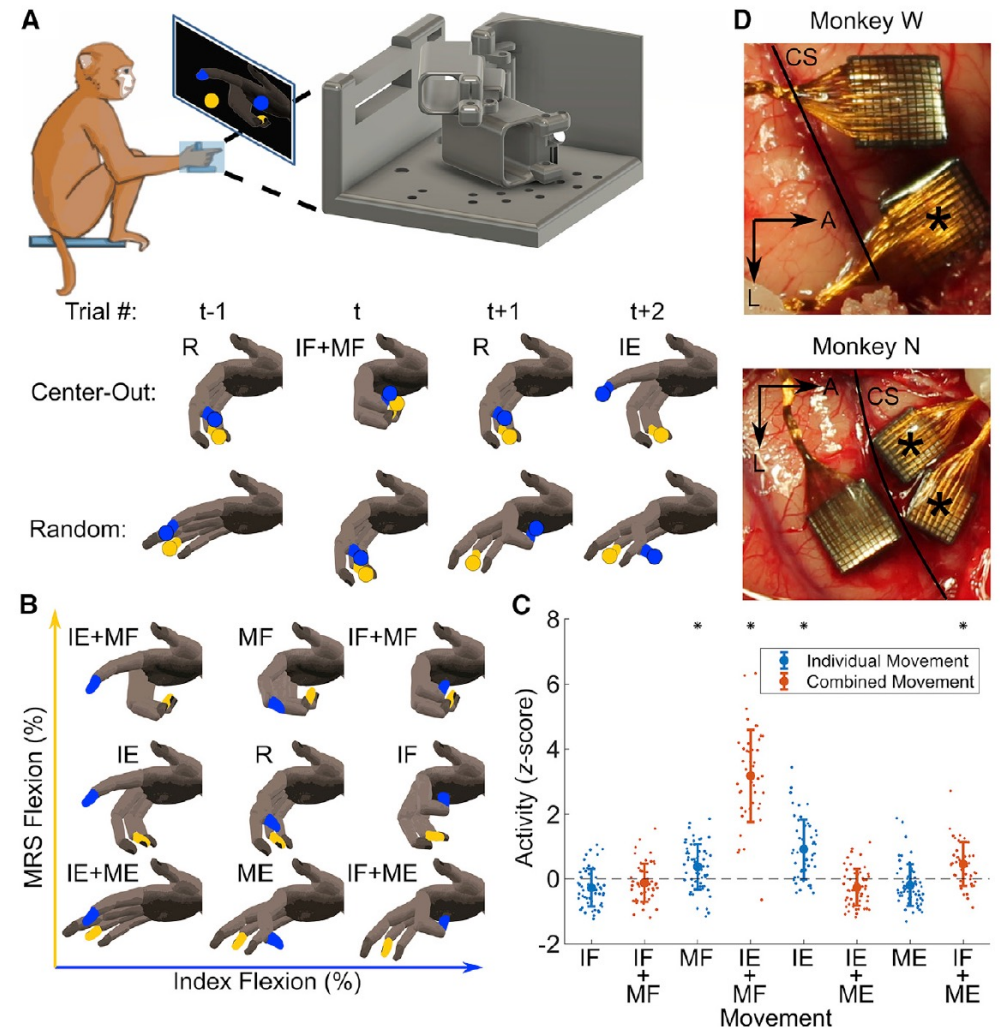 A
Trial #: t-1 t t+1 t+2
R IF+MF R IE
Center-Out:
Random:
B
IE+MF MF IF+MF
IE R IF
IE+ME ME IF+ME
MRS Flexion (%)
Index Flexion (%)
C
8
6
4
2
0
-2
Activity (z-score)
* * * *
Individual Movement
Combined Movement
IF IF + MF MF IE + MF IE IE + ME ME IF + ME
Movement
D
Monkey W
CS
A
L
*
Monkey N
A
CS
L
*
*